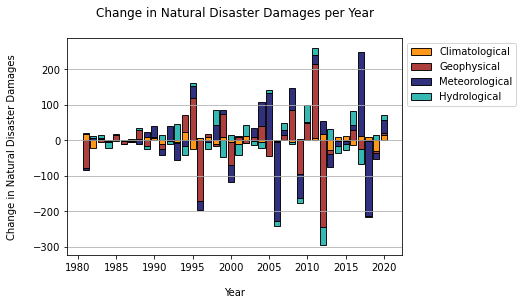 Change in Natural Disaster Damages per Year
Climatological
Geophysical
Meteorological
Hydrological
Change in Natural Disaster Damages
200
100
0
−100
−200
−300
1980
1985
1990
1995
2000
2005
2010
2015
2020
Year